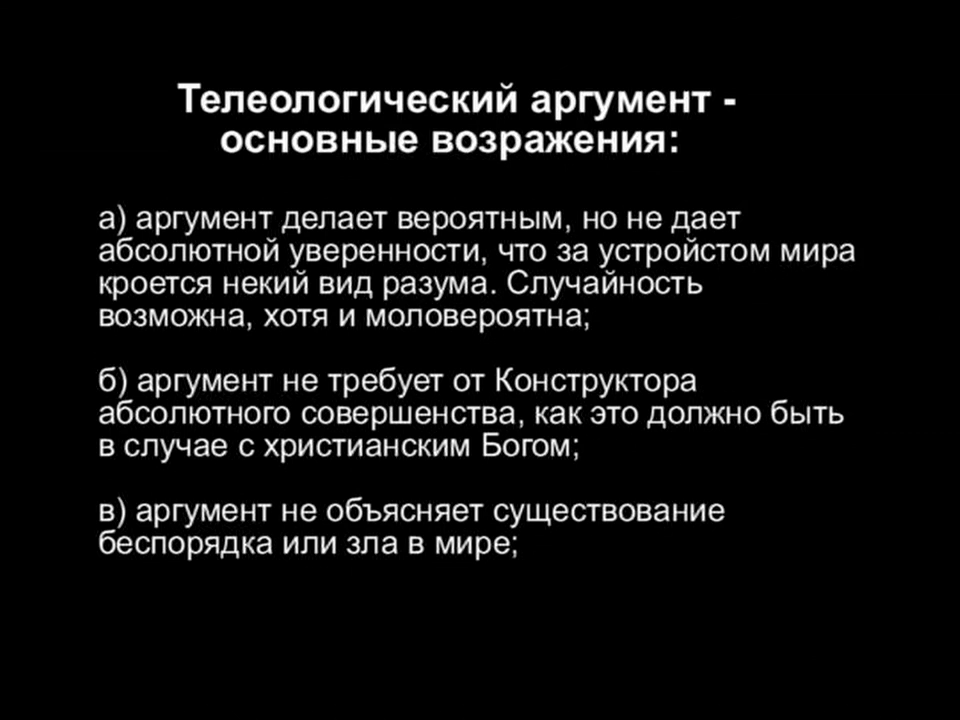 Телеологический аргумент -
основные возражения:
а) аргумент делает вероятным, но не дает
абсолютной уверенности, что за устройстом мира
кроется некий вид разума. Случайность
возможна, хотя и моловероятна;
б) аргумент не требует от Конструктора
абсолютного совершенства, как это должно быть
в случае с христианским Богом;
в) аргумент не объясняет существование
беспорядка или зла в мире;